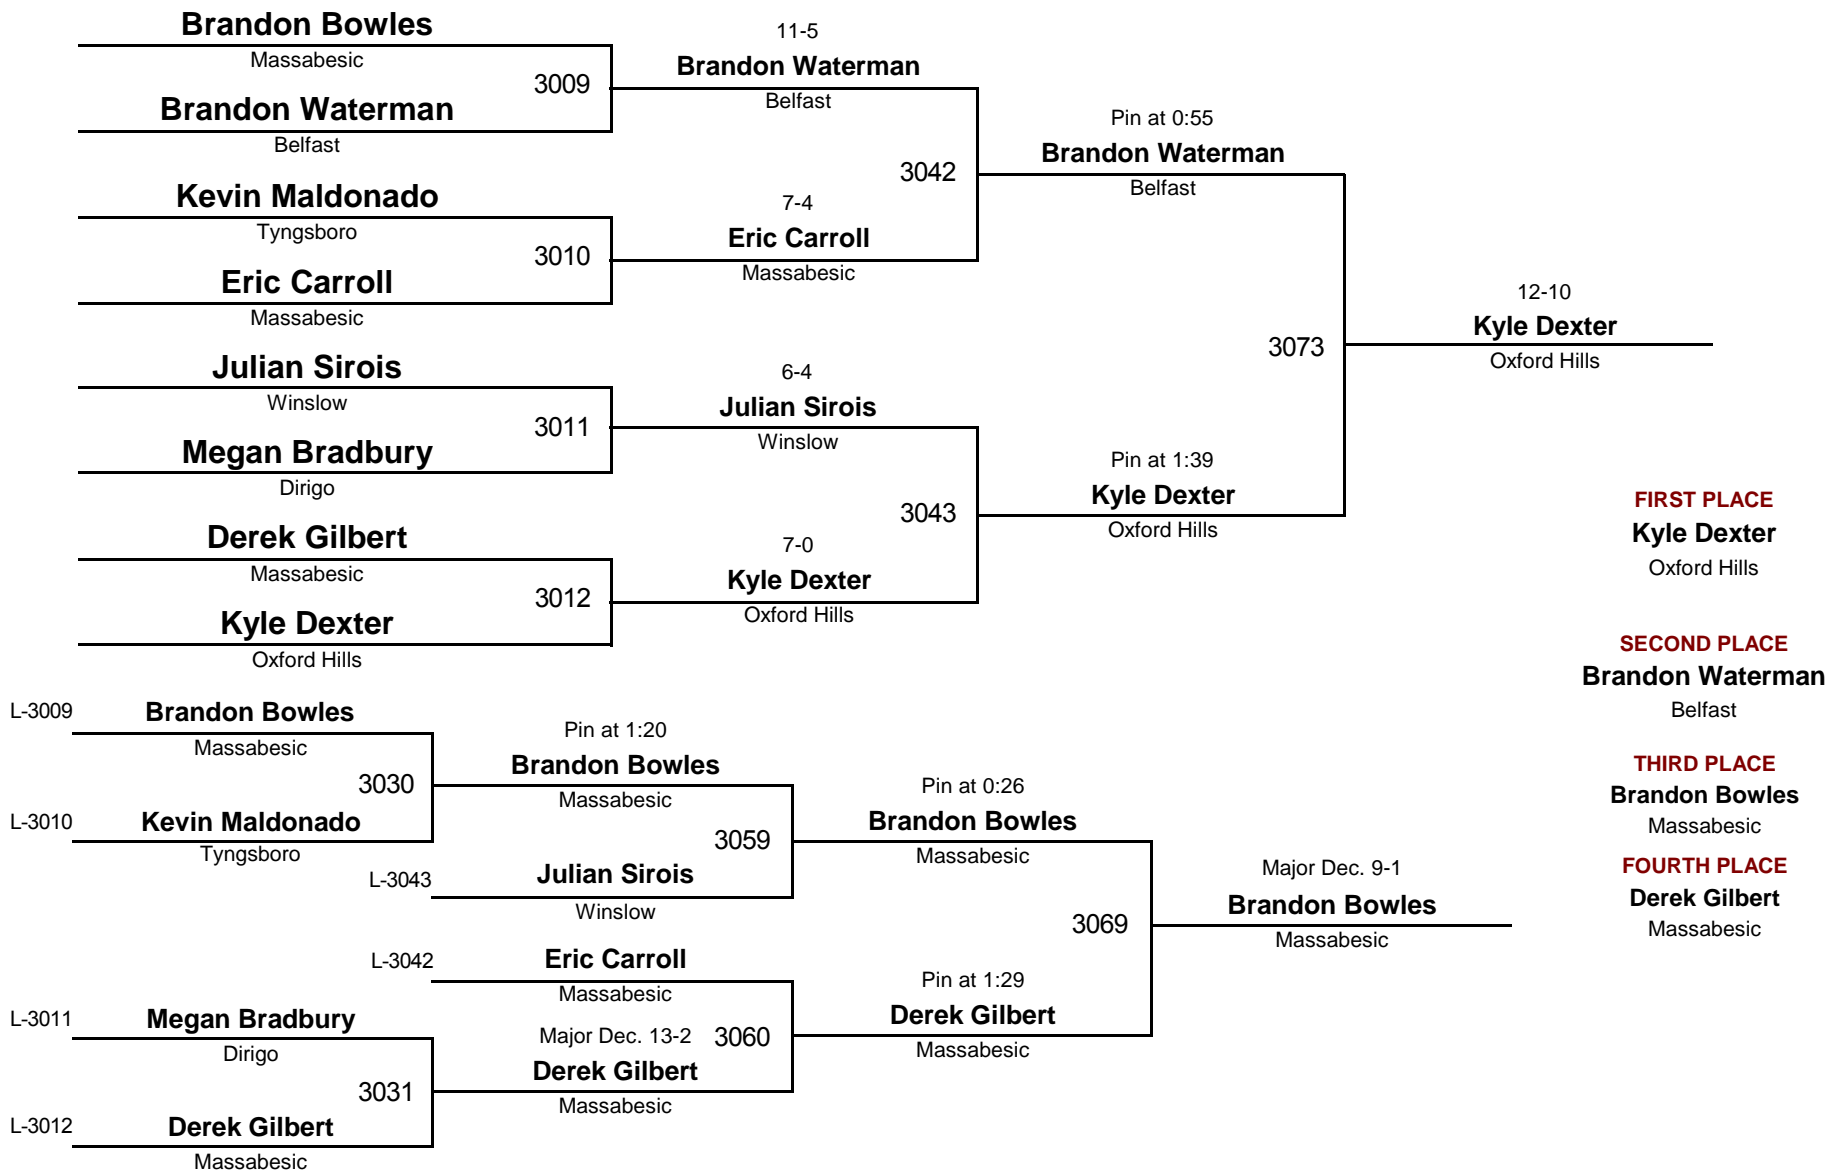 Brandon Bowles
Massabesic
3009
Brandon Waterman
Belfast
11-5
Brandon Waterman
Belfast
Kevin Maldonado
Tyngsboro
3010
Eric Carroll
Massabesic
7-4
Eric Carroll
Massabesic
3042
Pin at 0:55
Brandon Waterman
Belfast
Julian Sirois
Winslow
3011
Megan Bradbury
Dirigo
6-4
Julian Sirois
Winslow
Derek Gilbert
Massabesic
3012
Kyle Dexter
Oxford Hills
7-0
Kyle Dexter
Oxford Hills
3043
Pin at 1:39
Kyle Dexter
Oxford Hills
3073
12-10
Kyle Dexter
Oxford Hills
FIRST PLACE
Kyle Dexter
Oxford Hills
SECOND PLACE
Brandon Waterman
Belfast
THIRD PLACE
Brandon Bowles
Massabesic
FOURTH PLACE
Derek Gilbert
Massabesic
L-3009
Brandon Bowles
Massabesic
3030
L-3010
Kevin Maldonado
Tyngsboro
Pin at 1:20
Brandon Bowles
Massabesic
3059
L-3043
Julian Sirois
Winslow
Pin at 0:26
Brandon Bowles
Massabesic
L-3042
Eric Carroll
Massabesic
L-3011
Megan Bradbury
Dirigo
3031
L-3012
Derek Gilbert
Massabesic
Major Dec. 13-2
Derek Gilbert
Massabesic
3060
Pin at 1:29
Derek Gilbert
Massabesic
3069
Major Dec. 9-1
Brandon Bowles
Massabesic